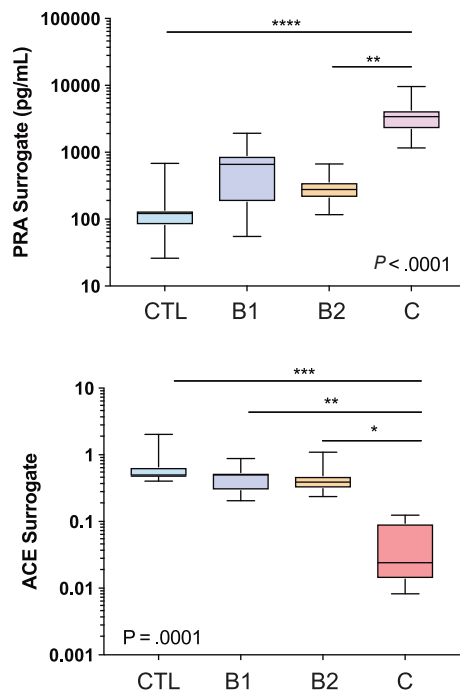 ****
**
100000
10000
1000
100
10
PRA Surrogate (pg/mL)
P < .0001
CTL B1 B2 C
***
**
*
10
1
0.1
0.01
0.001
ACE Surrogate
P = .0001
CTL B1 B2 C